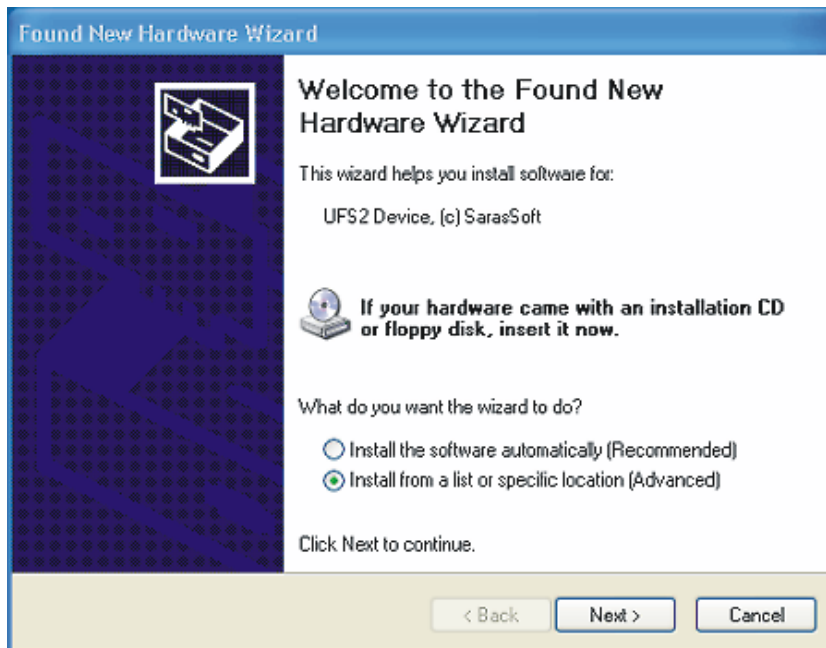 Found New Hardware Wizard
Welcome to the Found New
Hardware Wizard
This wizard helps you install software for:
UFS2 Device, (c) SarasSoft
If your hardware came with an installation CD
or floppy disk, insert it now.
What do you want the wizard to do?
Install the software automatically (Recommended)
Install from a list or specific location (Advanced)
Click Next to continue.
< Back Next > Cancel